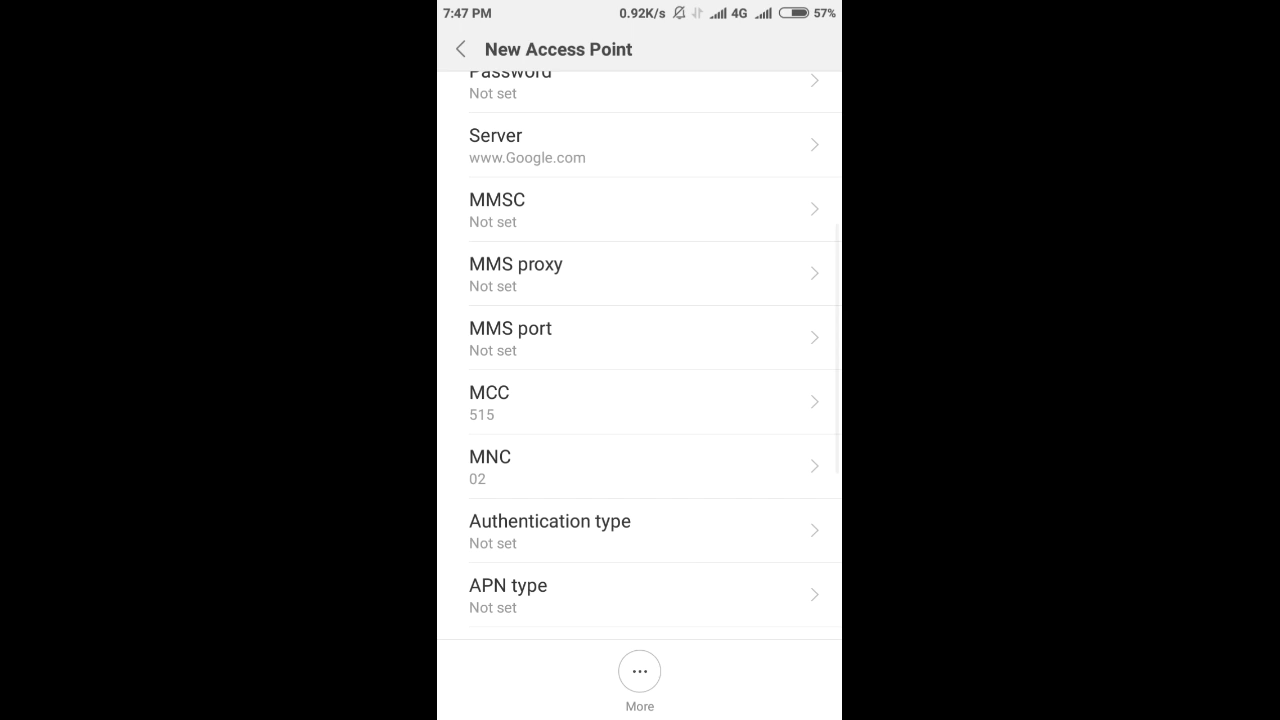 7:47 PM 0.92K/s 4G 57%
New Access Point
Password
Not set
Server
www.Google.com
MMSC
Not set
MMS proxy
Not set
MMS port
Not set
MCC
515
MNC
02
Authentication type
Not set
APN type
Not set
More